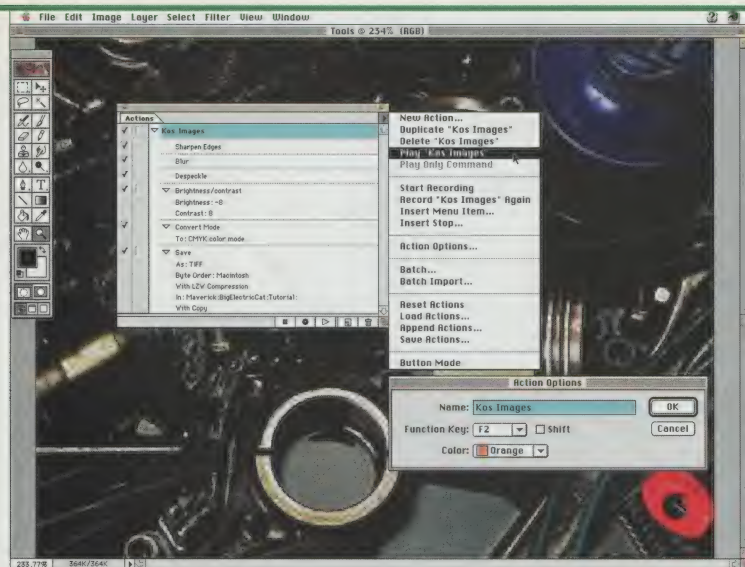 File Edit Image Layer Select Filter View Window
Tools @ 234% (RGB)
Actions
Kos Images
Sharpen Edges
Blur
Despeckle
Brightness/contrast
Brightness: -8
Contrast: 8
Convert Mode
To: CMYK color mode
Save
As: TIFF
Byte Order: Macintosh
With LZW Compression
In: Maverick:BigElectricCat:Tutorial:
With Copy
New Action...
Duplicate "Kos Images"
Delete "Kos Images"
Play "Kos Images"
Play Only Command
Start Recording
Record "Kos Images" Again
Insert Menu Item...
Insert Stop...
Action Options...
Batch...
Batch Import...
Reset Actions
Load Actions...
Append Actions...
Save Actions...
Button Mode
Action Options
Name: Kos Images
OK
Function Key: F2
Shift
Cancel
Color: Orange
T
233.77%
364K/364K